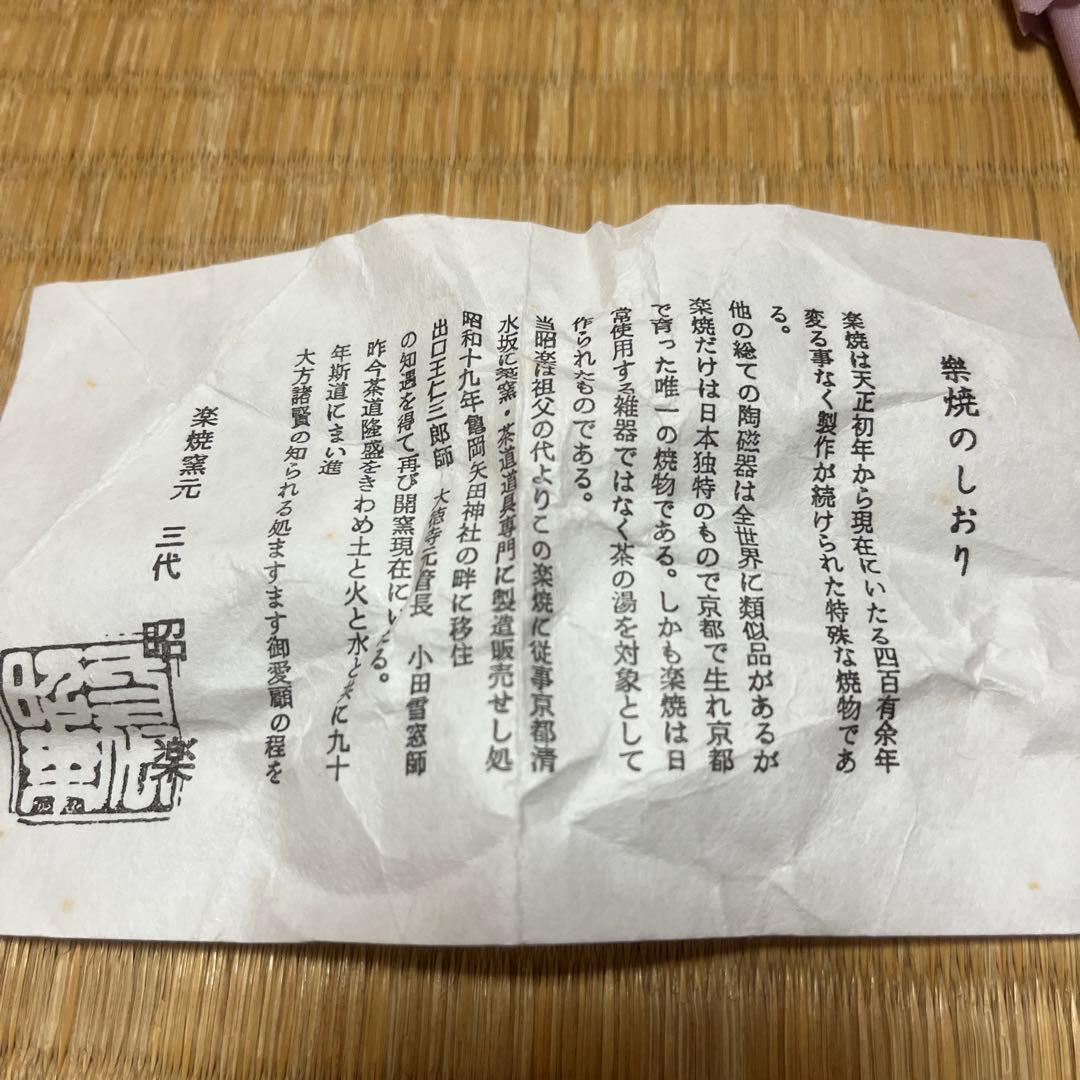 楽焼のしおり
楽焼は天正初年から現在にいたる四百有余年
変る事なく製作が続けられた特殊な焼物であ
る。
他の総ての陶磁器は全世界に類似品があるが
楽焼だけは日本独特のもので京都で生れ京都
で育った唯一の焼物である。しかも楽焼は日
常使用する雑器ではなく茶の湯を対象として
作られたものである。
当昭楽は祖父の代よりこの楽焼に従事京都清
水坂に築窯・茶道道具専門に製造販売せし処
昭和十九年亀岡矢田神社の畔に移住
出口王仁三郎師 大徳寺元管長 小田雪窓師
の知遇を得て再び開窯現在にいる。
昨今茶道隆盛をきわめ土と火と水とに九十
年斯道にまい進
大方諸賢の知られる処ますます御愛顧の程を
楽焼窯元 三代 昭楽